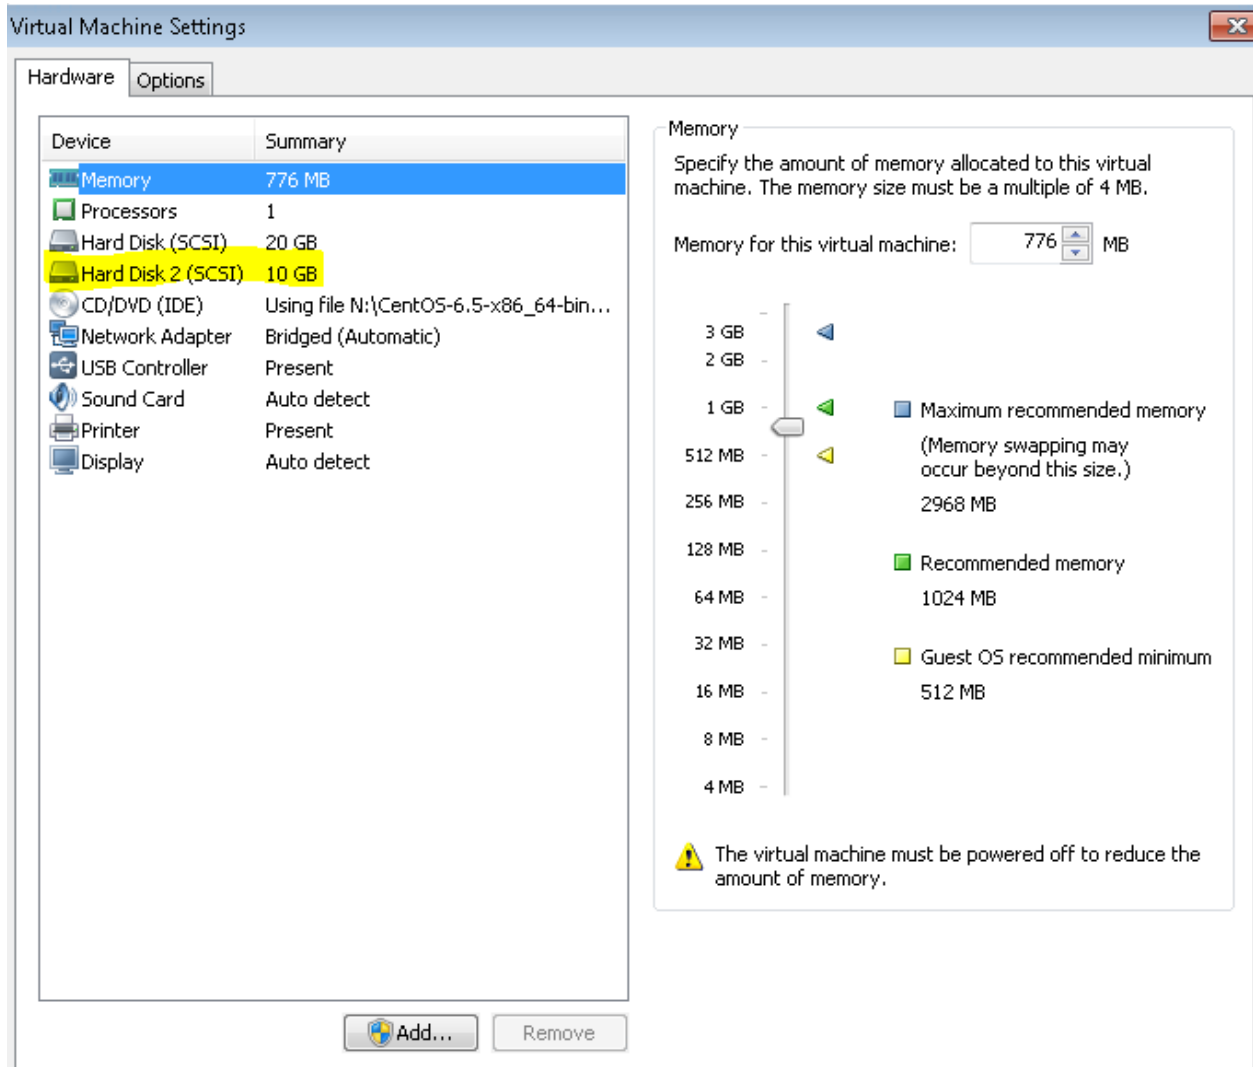 Virtual Machine Settings
Hardware
Options
Device Summary
Memory 776 MB
Processors 1
Hard Disk (SCSI) 20 GB
Hard Disk 2 (SCSI) 10 GB
CD/DVD (IDE) Using file N:\CentOS-6.5-x86_64-bin...
Network Adapter Bridged (Automatic)
USB Controller Present
Sound Card Auto detect
Printer Present
Display Auto detect
Add...
Remove
Memory
Specify the amount of memory allocated to this virtual
machine. The memory size must be a multiple of 4 MB.
Memory for this virtual machine: 776 MB
3 GB
2 GB
1 GB
512 MB
256 MB
128 MB
64 MB
32 MB
16 MB
8 MB
4 MB
Maximum recommended memory
(Memory swapping may
occur beyond this size.)
2968 MB
Recommended memory
1024 MB
Guest OS recommended minimum
512 MB
The virtual machine must be powered off to reduce the
amount of memory.